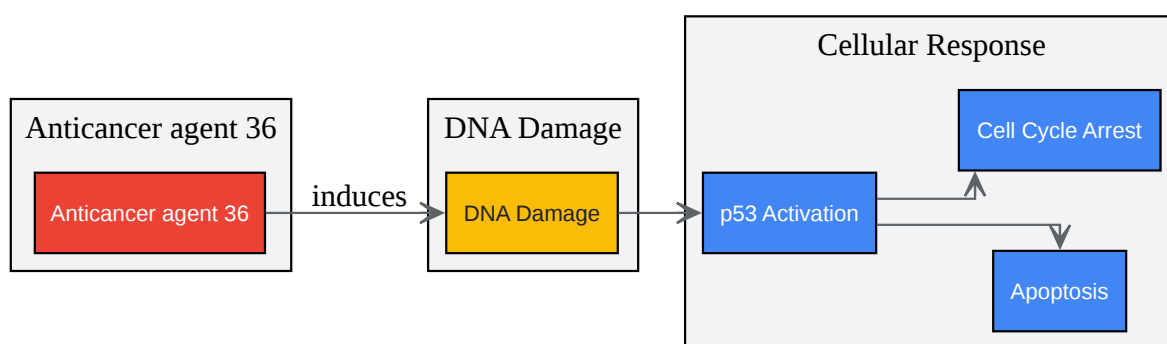 Cellular Response
Anticancer agent 36
DNA Damage
Cell Cycle Arrest
Anticancer agent 36
induces
DNA Damage
p53 Activation
Apoptosis